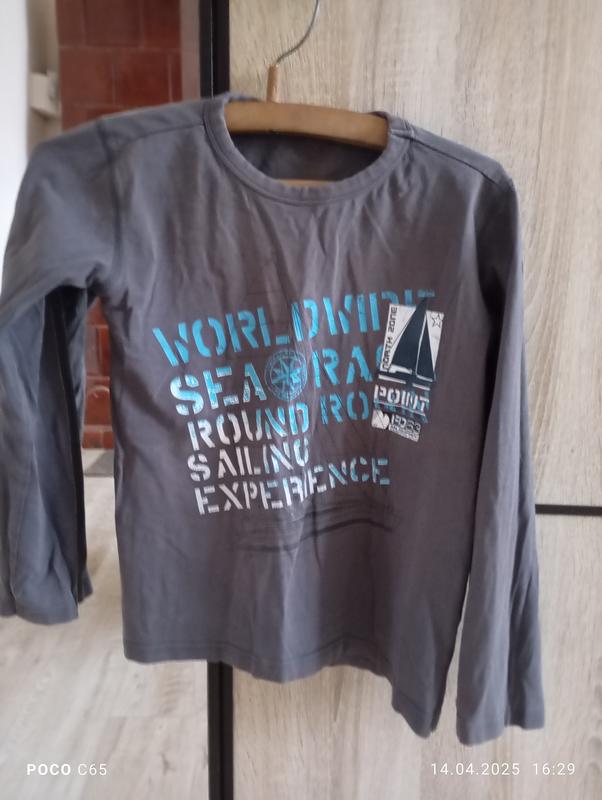 WORLDWIDE
SEA RAC
ROUND RO
SAILING
EXPERIENCE
NORTH ZONE
POINT
POCO C65
14.04.2025 16:29